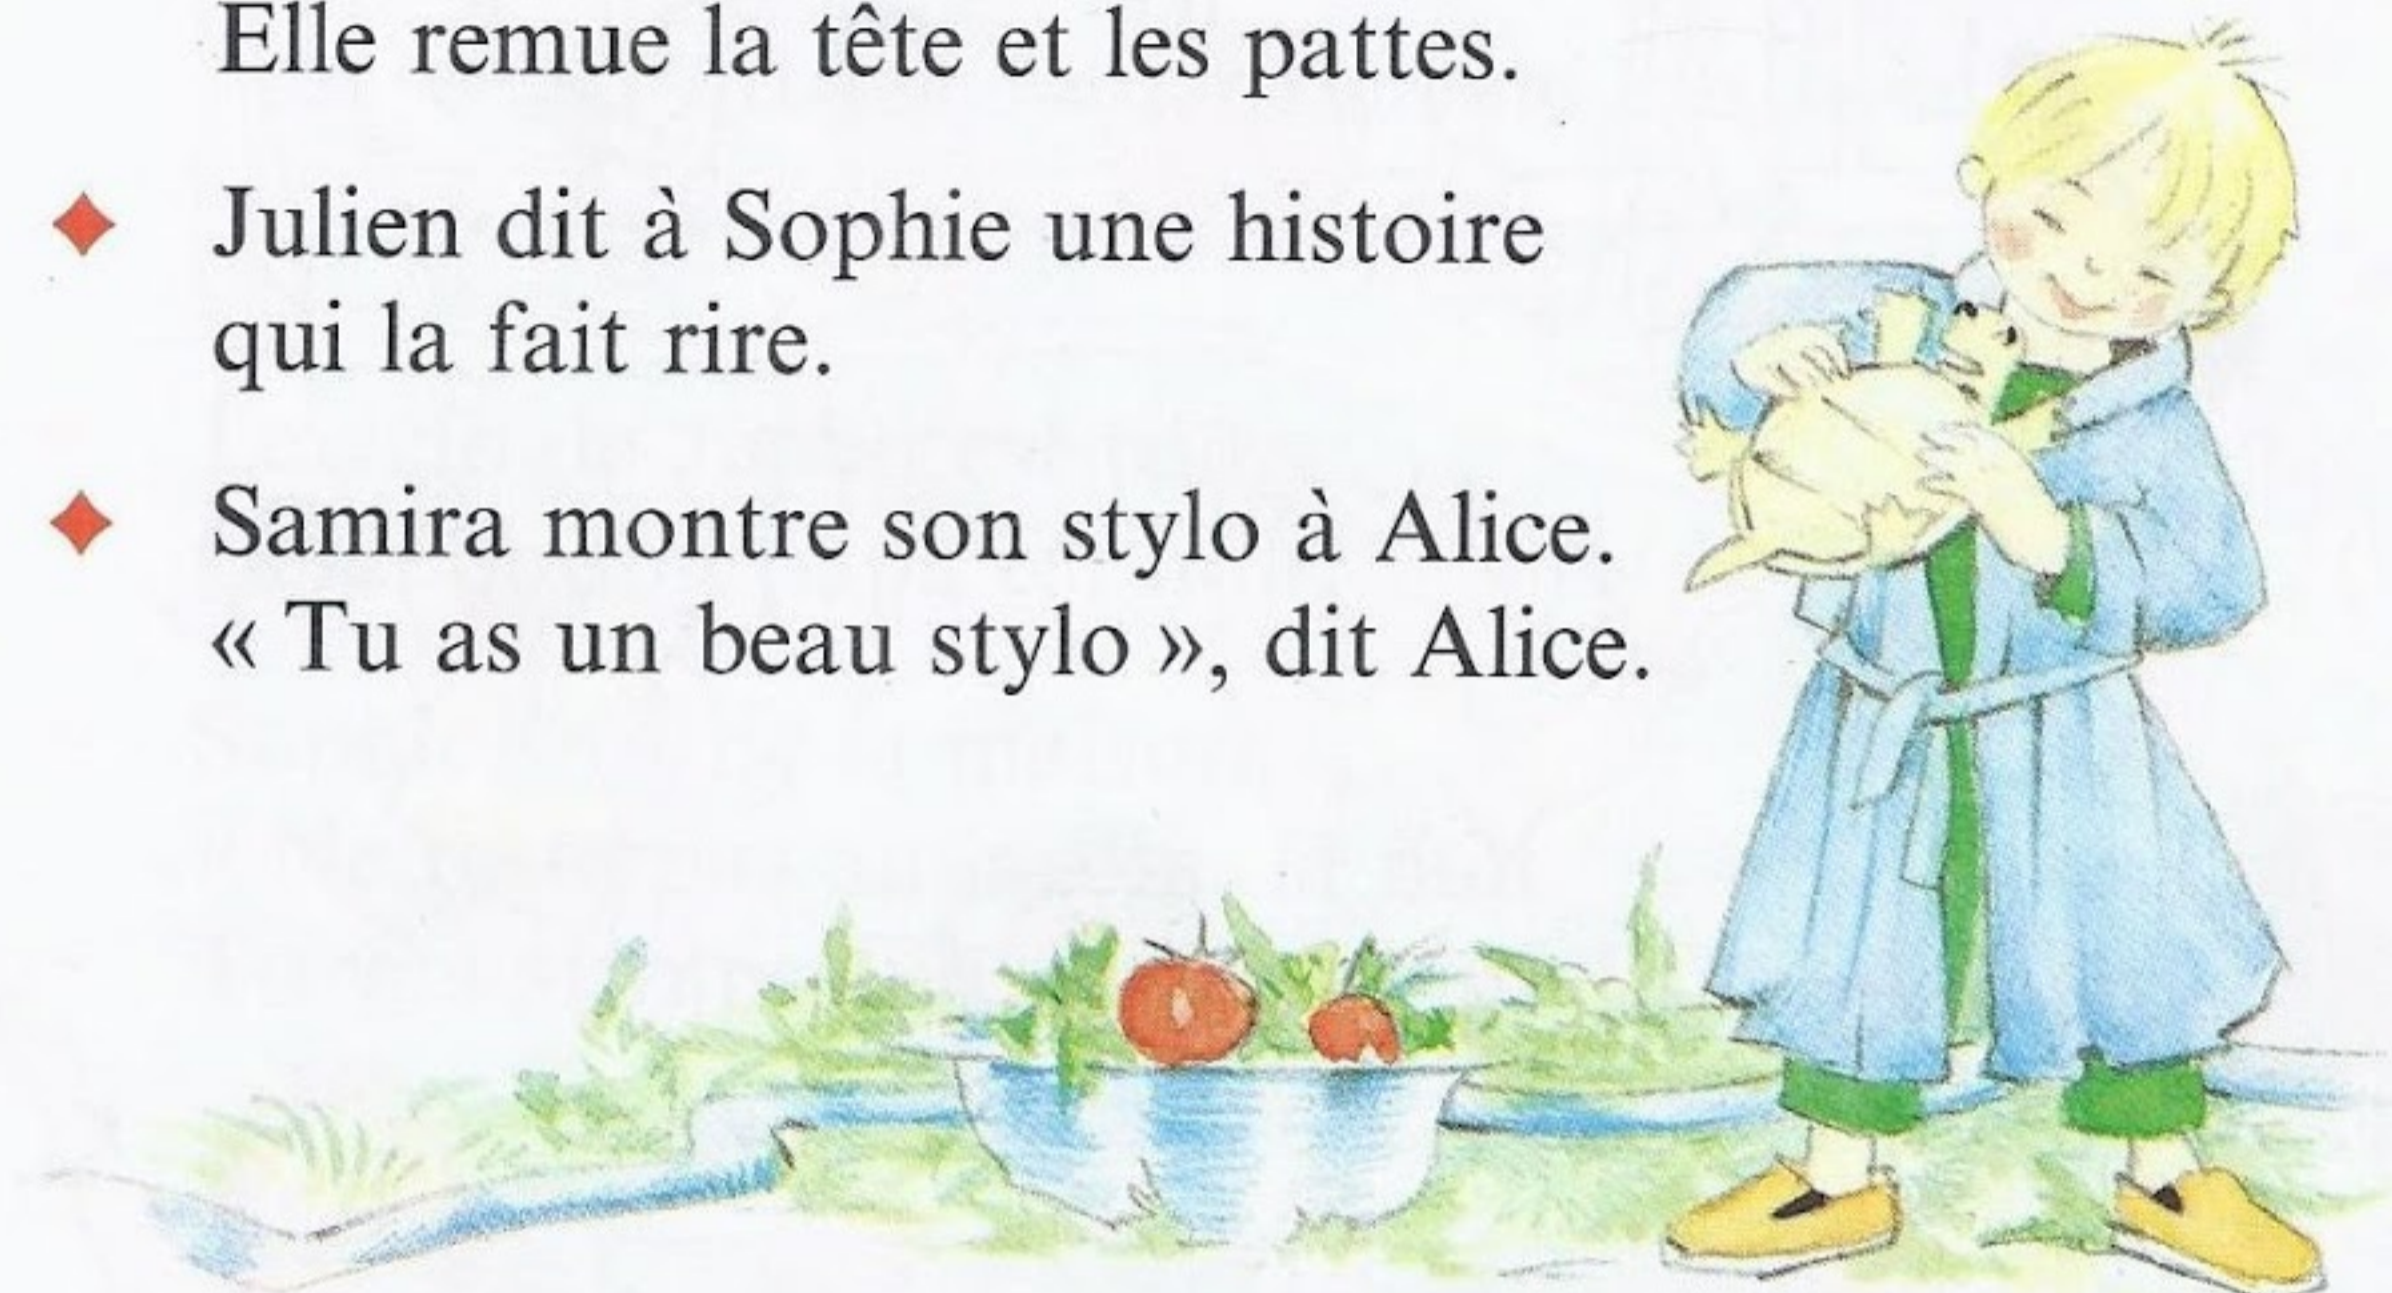 Elle remue la tête et les pattes.
Julien dit à Sophie une histoire
qui la fait rire.
Samira montre son stylo à Alice.
« Tu as un beau stylo », dit Alice.